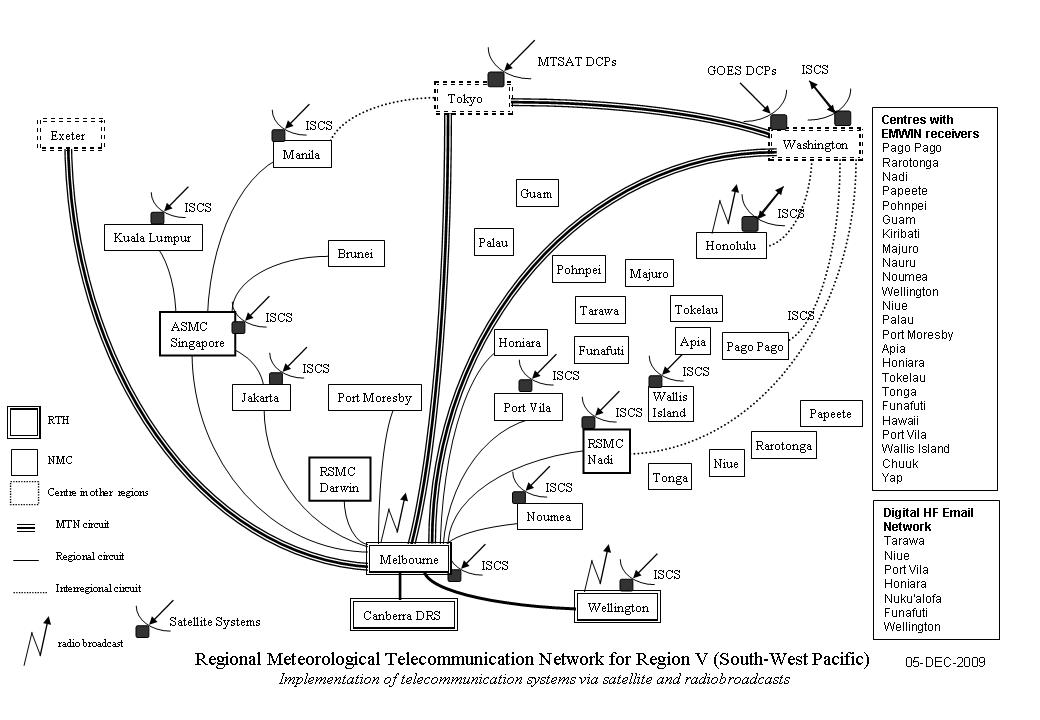 MTSAT DCPs
GOES DCPs
ISCS
Tokyo
Exeter
ISCS
Manila
Washington
Centres with
EMWIN receivers
Pago Pago
Rarotonga
Nadi
Papeete
Pohnpei
Guam
Kiribati
Majuro
Nauru
Noumea
Wellington
Niue
Palau
Port Moresby
Apia
Honiara
Tokelau
Tonga
Funafuti
Hawaii
Port Vila
Wallis Island
Chuuk
Yap
Guam
ISCS
Kuala Lumpur
ISCS
Honolulu
Palau
Brunei
Pohnpei
Majuro
ASMC
Singapore
ISCS
Tarawa
Tokelau
ISCS
Honiara
Funafuti
Apia
Pago Pago
ISCS
Jakarta
Port Moresby
ISCS
Port Vila
ISCS
Wallis
Island
ISCS
Papeete
RSMC
Nadi
Rarotonga
Niue
Tonga
RSMC
Darwin
ISCS
Noumea
Melbourne
ISCS
ISCS
Canberra DRS
Wellington
Digital HF Email
Network
Tarawa
Niue
Port Vila
Honiara
Nuku'alofa
Funafuti
Wellington
RTH
NMC
Centre in other regions
MTN circuit
Regional circuit
Interregional circuit
radio broadcast
Satellite Systems
Regional Meteorological Telecommunication Network for Region V (South-West Pacific)
05-DEC-2009
Implementation of telecommunication systems via satellite and radiobroadcasts